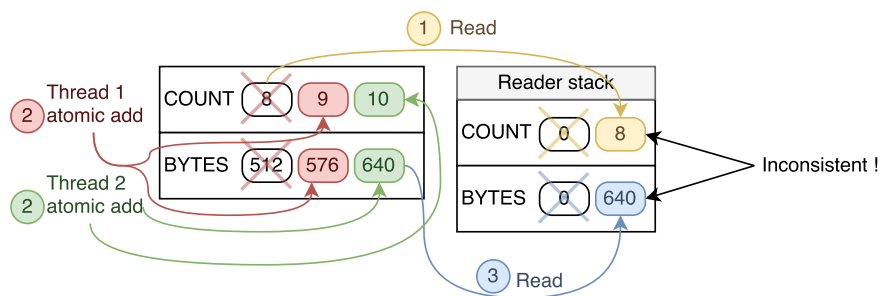 1 Read
Reader stack
Thread 1
2 atomic add
COUNT 8 9 10
COUNT 0 8
BYTES 512 576 640
Inconsistent !
Thread 2
2 atomic add
BYTES 0 640
3 Read